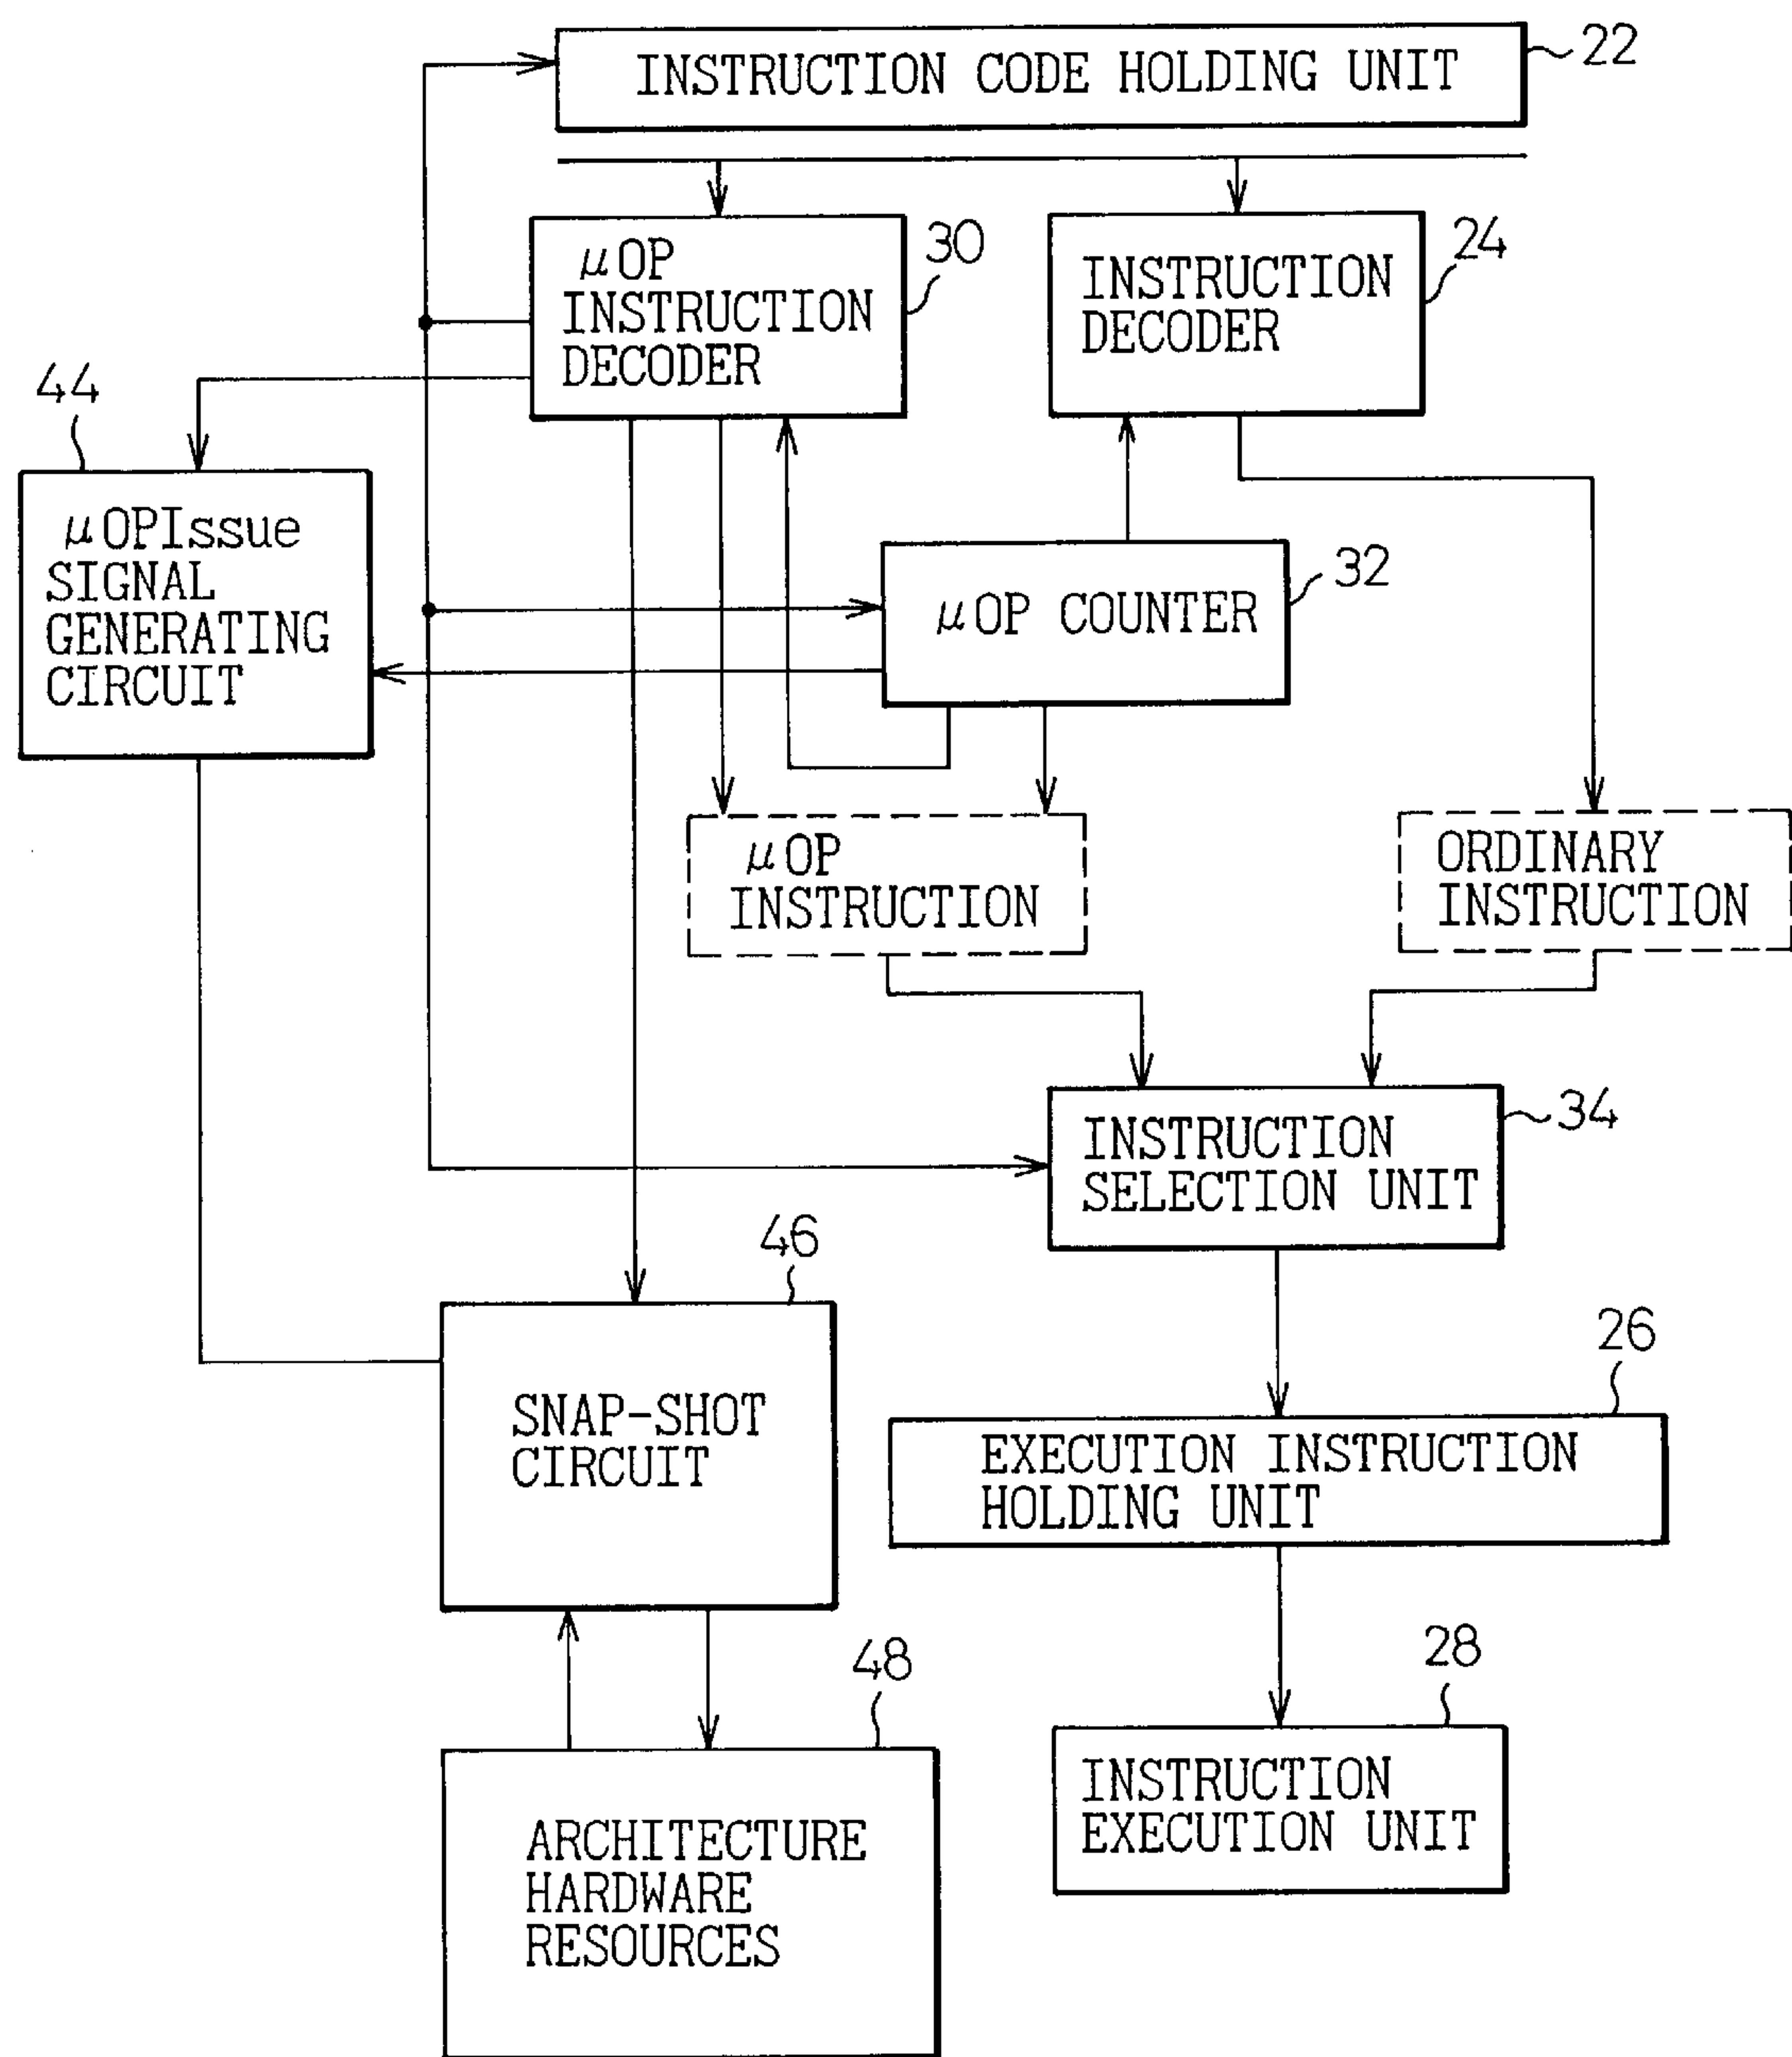 INSTRUCTION CODE HOLDING UNIT
22
μOP
INSTRUCTION
DECODER
30
INSTRUCTION
DECODER
24
44
μOPIssue
SIGNAL
GENERATING
CIRCUIT
μOP COUNTER
32
μOP
INSTRUCTION
ORDINARY
INSTRUCTION
INSTRUCTION
SELECTION UNIT
34
46
SNAP-SHOT
CIRCUIT
26
EXECUTION INSTRUCTION
HOLDING UNIT
48
ARCHITECTURE
HARDWARE
RESOURCES
28
INSTRUCTION
EXECUTION UNIT